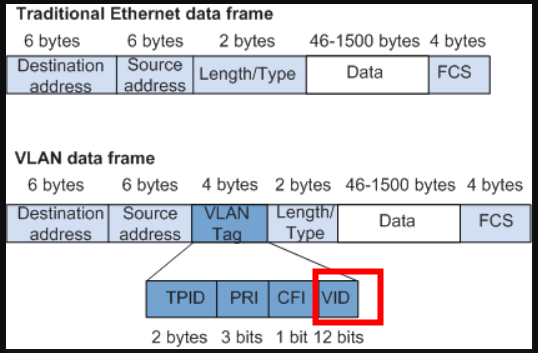 Traditional Ethernet data frame
6 bytes 6 bytes 2 bytes 46-1500 bytes 4 bytes
Destination address Source address Length/Type Data FCS
VLAN data frame
6 bytes 6 bytes 4 bytes 2 bytes 46-1500 bytes 4 bytes
Destination address Source address VLAN Tag Length/Type Data FCS
TPID PRI CFI VID
2 bytes 3 bits 1 bit 12 bits